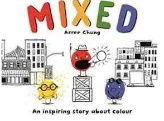 MIXED
Arree Chung
An inspiring story about colour